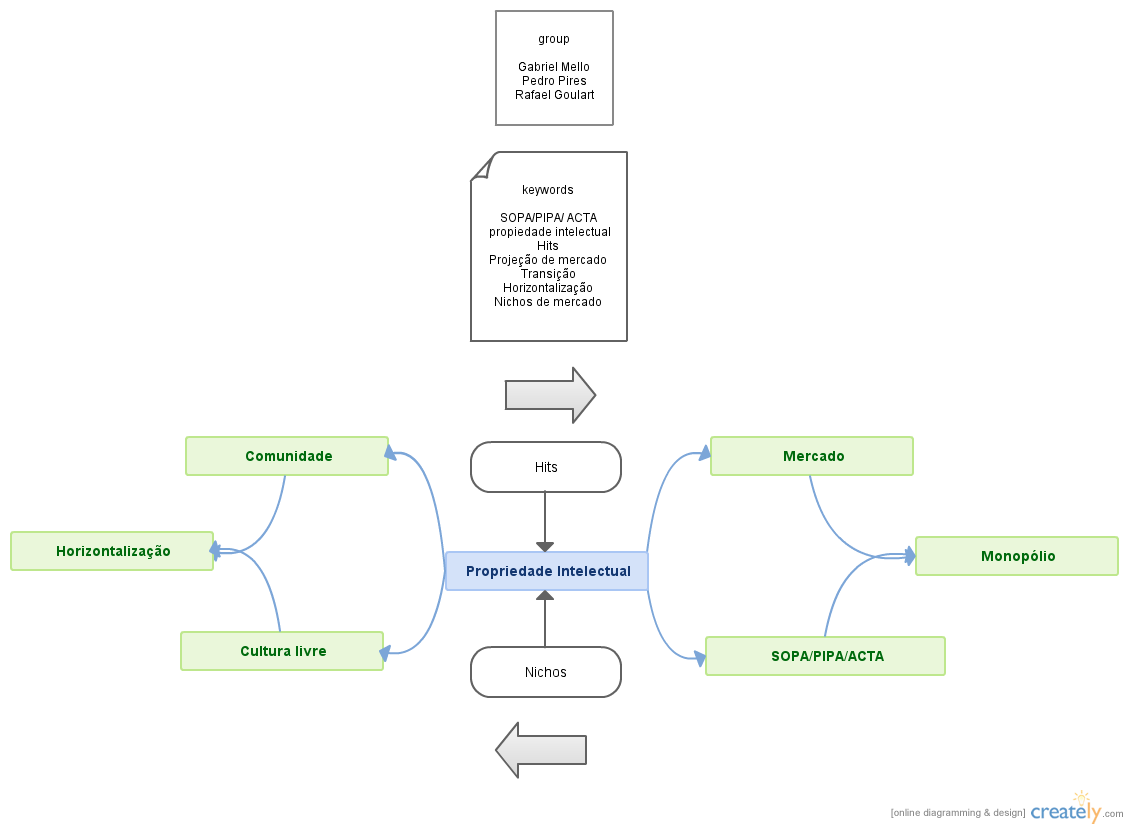 group
Gabriel Mello
Pedro Pires
Rafael Goulart
keywords
SOPA/PIPA/ ACTA
propiedade intelectual
Hits
Projeção de mercado
Transição
Horizontalização
Nichos de mercado
Hits
Comunidade
Mercado
Horizontalização
Propriedade Intelectual
Monopólio
Cultura livre
SOPA/PIPA/ACTA
Nichos
[online diagramming & design] creately.com